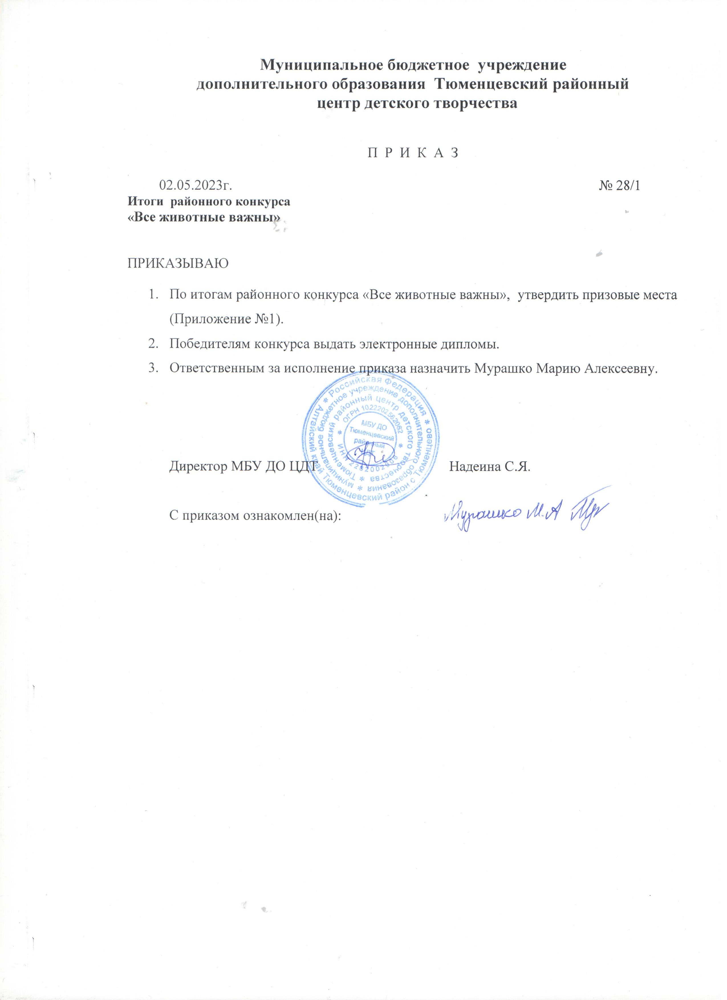 Муниципальное бюджетное учреждение
дополнительного образования Тюменцевский районный
центр детского творчества
П Р И К А З
02.05.2023г. № 28/1
Итоги районного конкурса
«Все животные важны»
ПРИКАЗЫВАЮ
1. По итогам районного конкурса «Все животные важны», утвердить призовые места
(Приложение №1).
2. Победителям конкурса выдать электронные дипломы.
3. Ответственным за исполнение приказа назначить Мурашко Марию Алексеевну.
Российская Федерация * Алтайский край Тюменцевский район с Тюменцево *
муниципальное бюджетное учреждение дополнительного образования *
Тюменцевский районный центр детского творчества *
ОГРН 1022202562062 * ИНН *
МБУ ДО
Тюменцевский
районный
ЦДТ
Директор МБУ ДО ЦДТ Надеина С.Я.
С приказом ознакомлен(на): Мурашко М.А